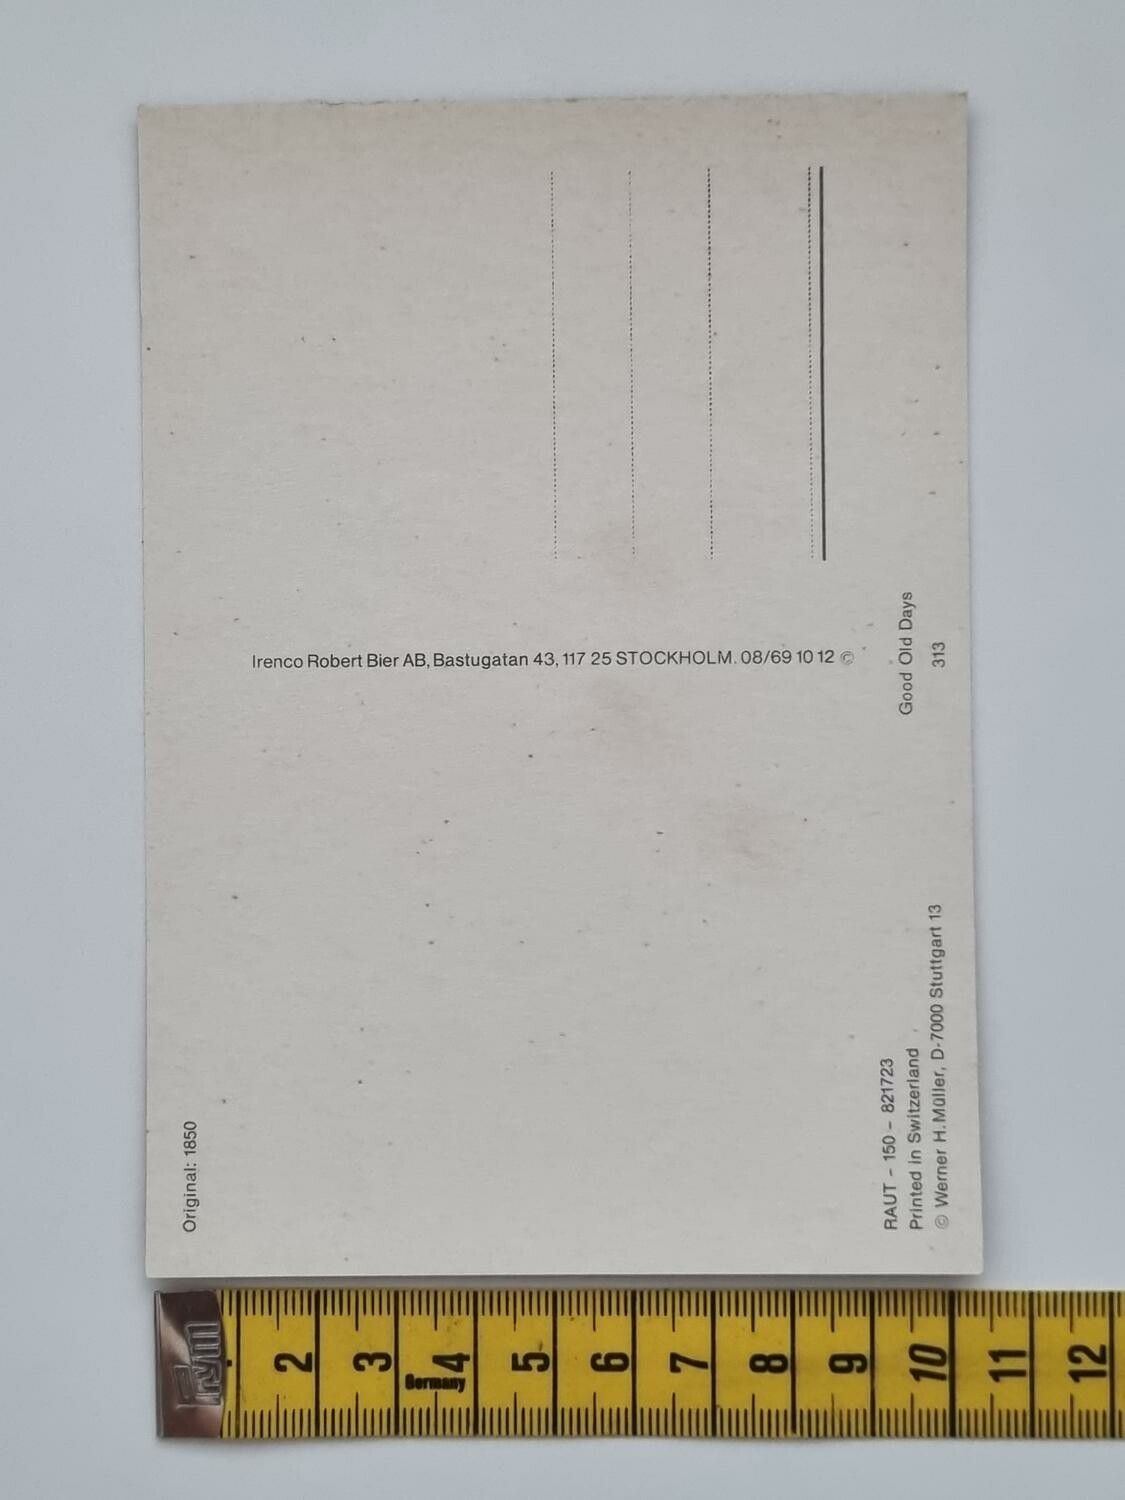 Original: 1850
Irenco Robert Bier AB, Bastugatan 43, 117 25 STOCKHOLM. 08/69 10 12 ©
Good Old Days
313
RAUT - 150 - 821723
Printed in Switzerland
© Werner H. Müller, D-7000 Stuttgart 13
Prym
2 3 4 5 6 7 8 9 10 11 12
Germany